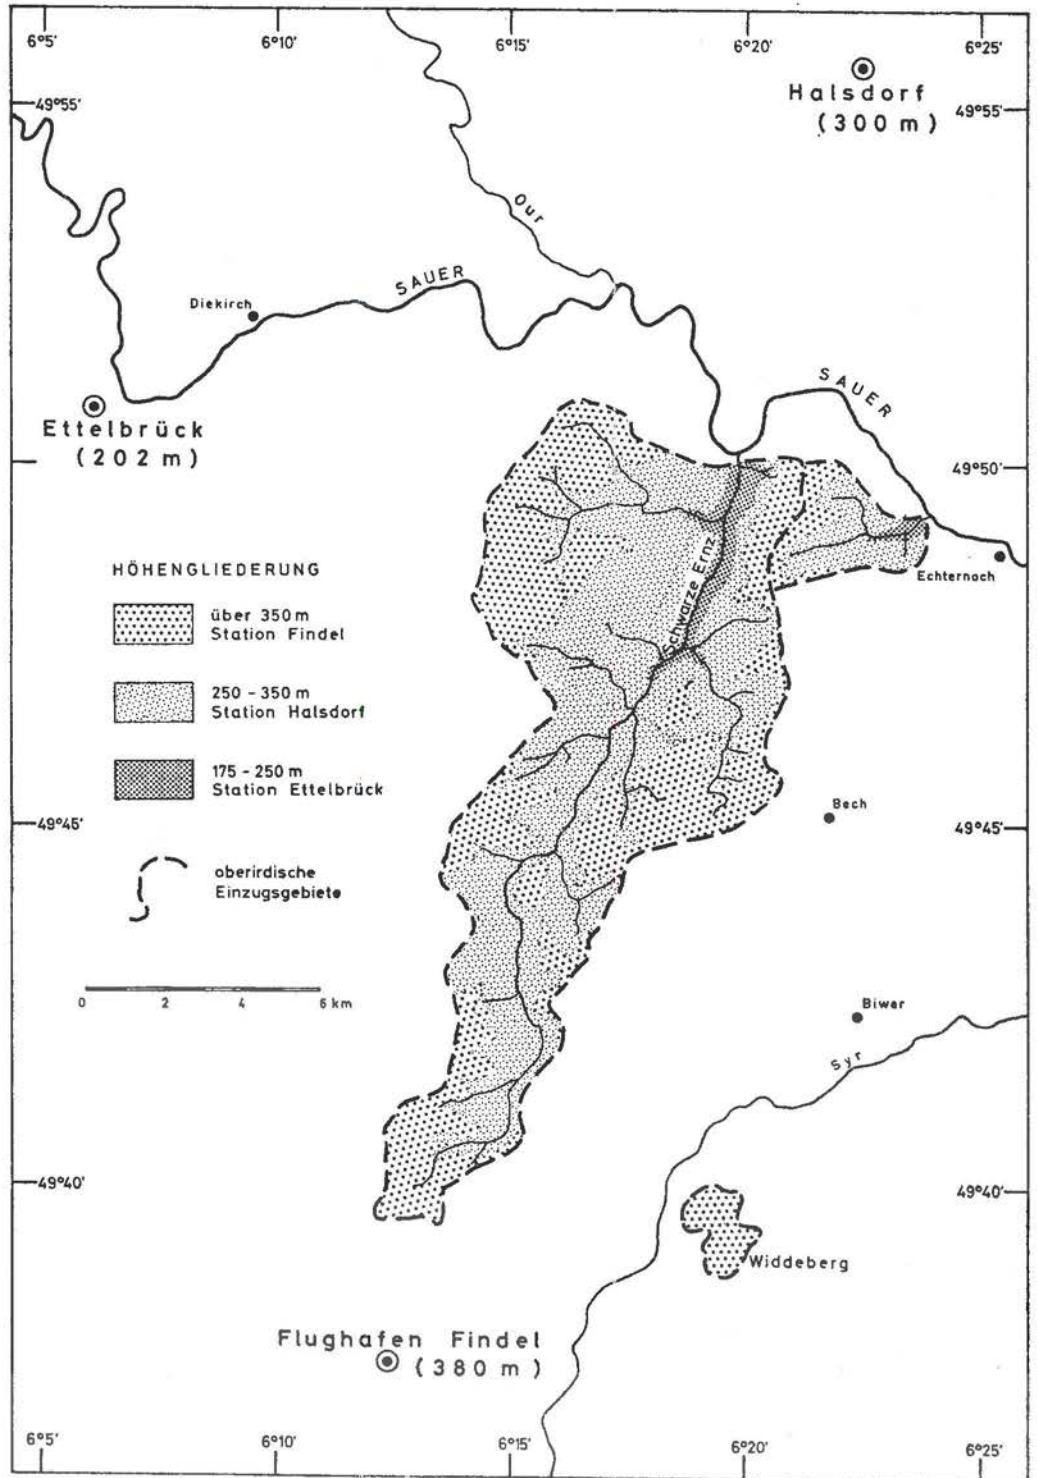 6°5'
6°10'
6°15'
6°20'
6°25'
49°55'
Halsdorf
(300 m)
49°55'
Our
SAUER
Diekirch
SAUER
Ettelbrück
(202 m)
49°50'
Echternach
Schwarze Ernz
HÖHENGLIEDERUNG
über 350 m
Station Findel
250 - 350 m
Station Halsdorf
175 - 250 m
Station Ettelbrück
Bech
49°45'
49°45'
oberirdische
Einzugsgebiete
0 2 4 6 km
Biwer
Syr
49°40'
49°40'
Widdeberg
Flughafen Findel
(380 m)
6°5'
6°10'
6°15'
6°20'
6°25'